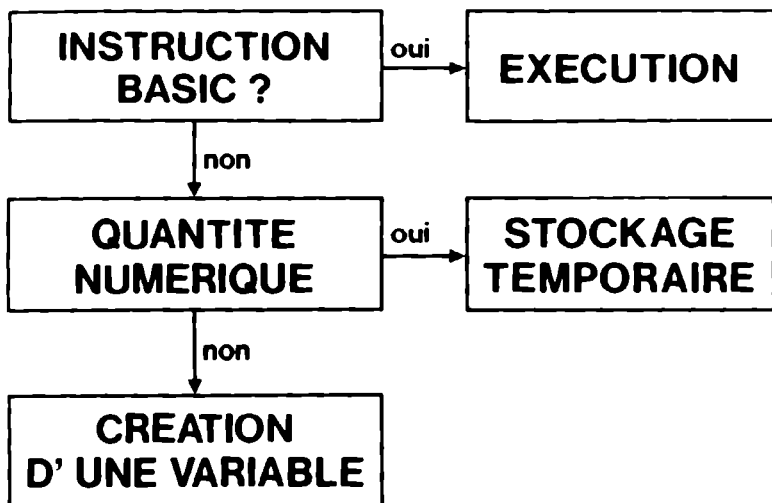 INSTRUCTION
BASIC ?
oui
EXECUTION
non
QUANTITE
NUMERIQUE
oui
STOCKAGE
TEMPORAIRE
non
CREATION
D' UNE VARIABLE